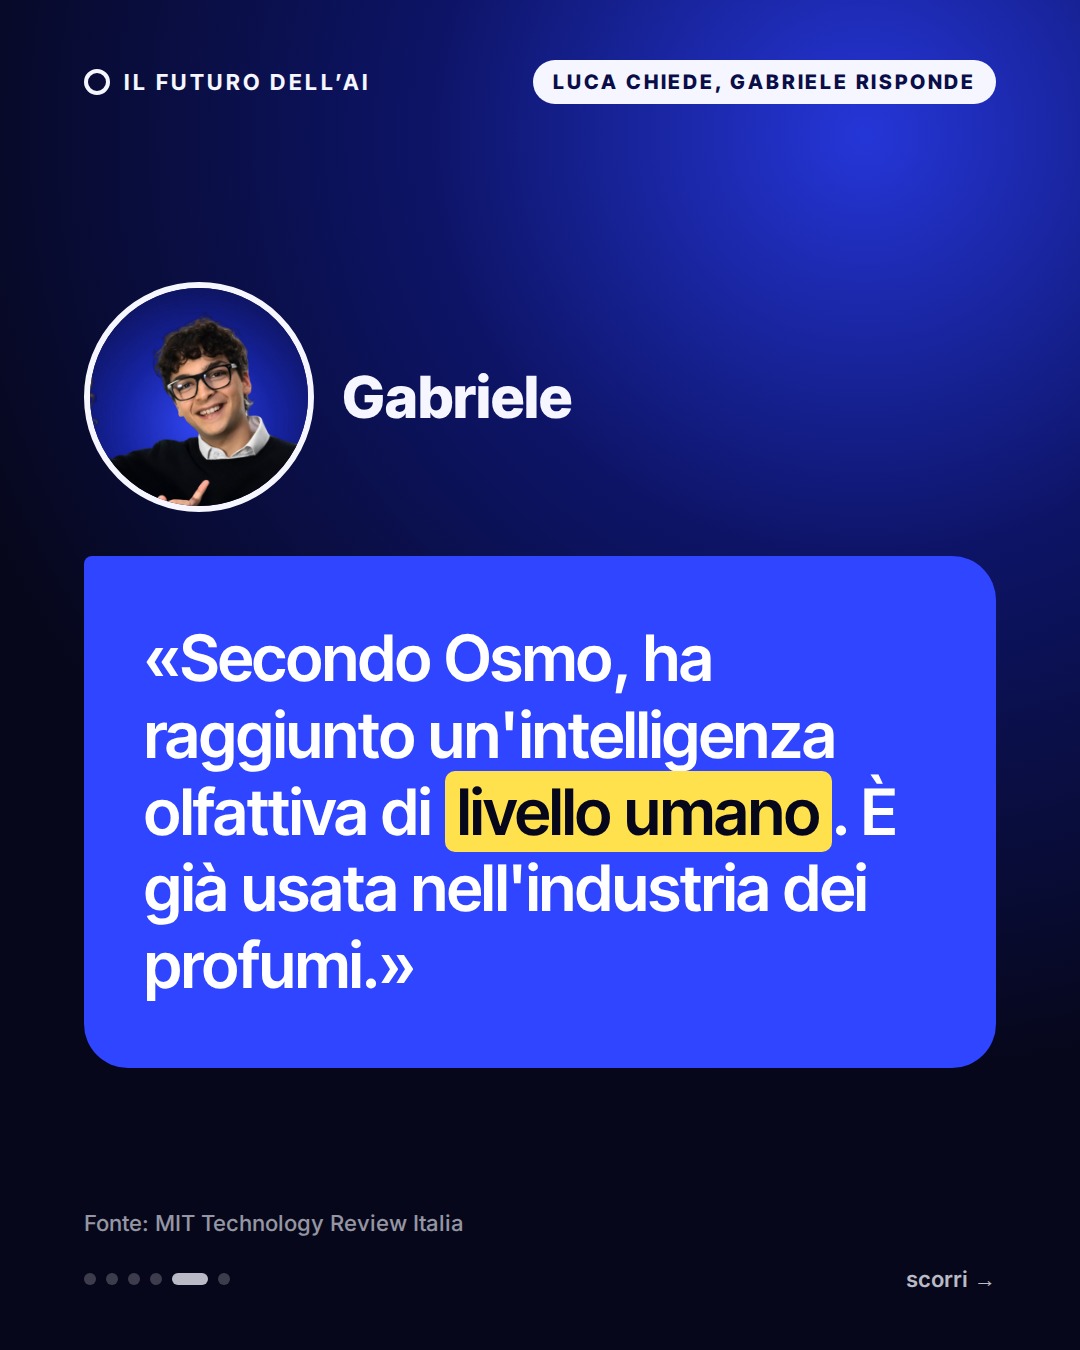 IL FUTURO DELL’AI
LUCA CHIEDE, GABRIELE RISPONDE
Gabriele
«Secondo Osmo, ha
raggiunto un'intelligenza
olfattiva di livello umano. È
già usata nell'industria dei
profumi.»
Fonte: MIT Technology Review Italia
scorri →